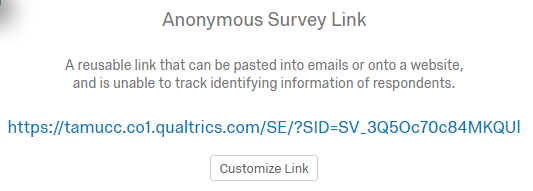 Anonymous Survey Link
A reusable link that can be pasted into emails or onto a website,
and is unable to track identifying information of respondents.
https://tamucc.co1.qualtrics.com/SE/?SID=SV_3Q5Oc70c84MKQUl
Customize Link